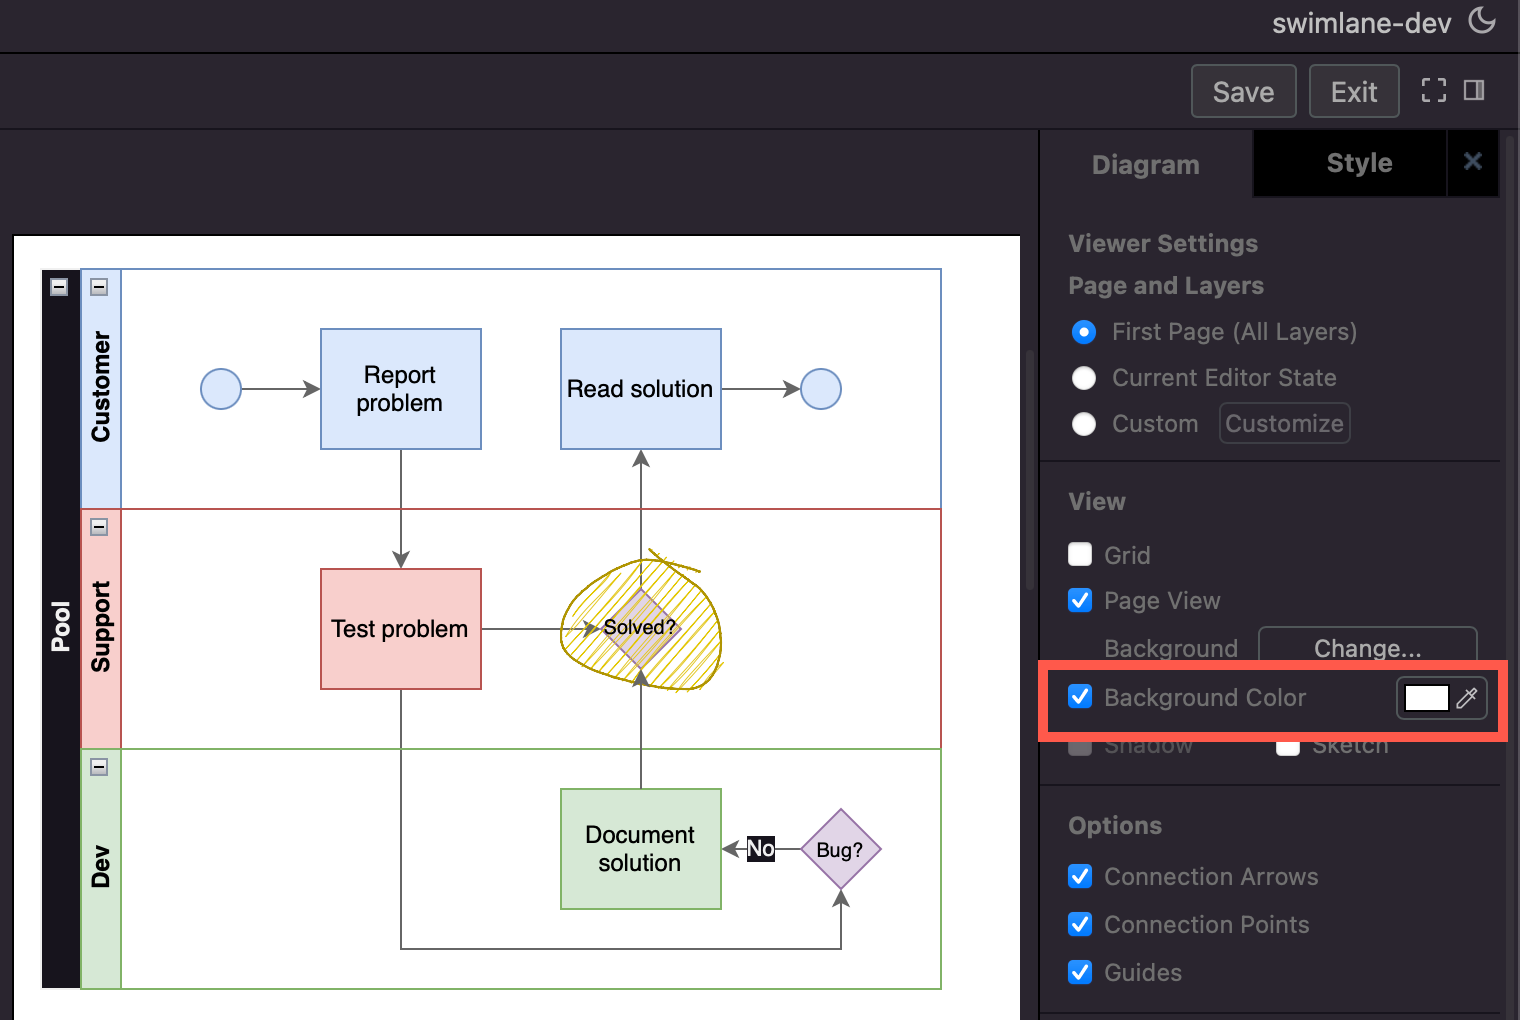 swimlane-dev
Save
Exit
Diagram
Style
Viewer Settings
Page and Layers
First Page (All Layers)
Current Editor State
Custom
Customize
View
Grid
Page View
Background
Change...
Background Color
Shadow
Sketch
Options
Connection Arrows
Connection Points
Guides
Pool
Customer
Report
problem
Read solution
Support
Test problem
Solved?
Dev
Document
solution
No
Bug?